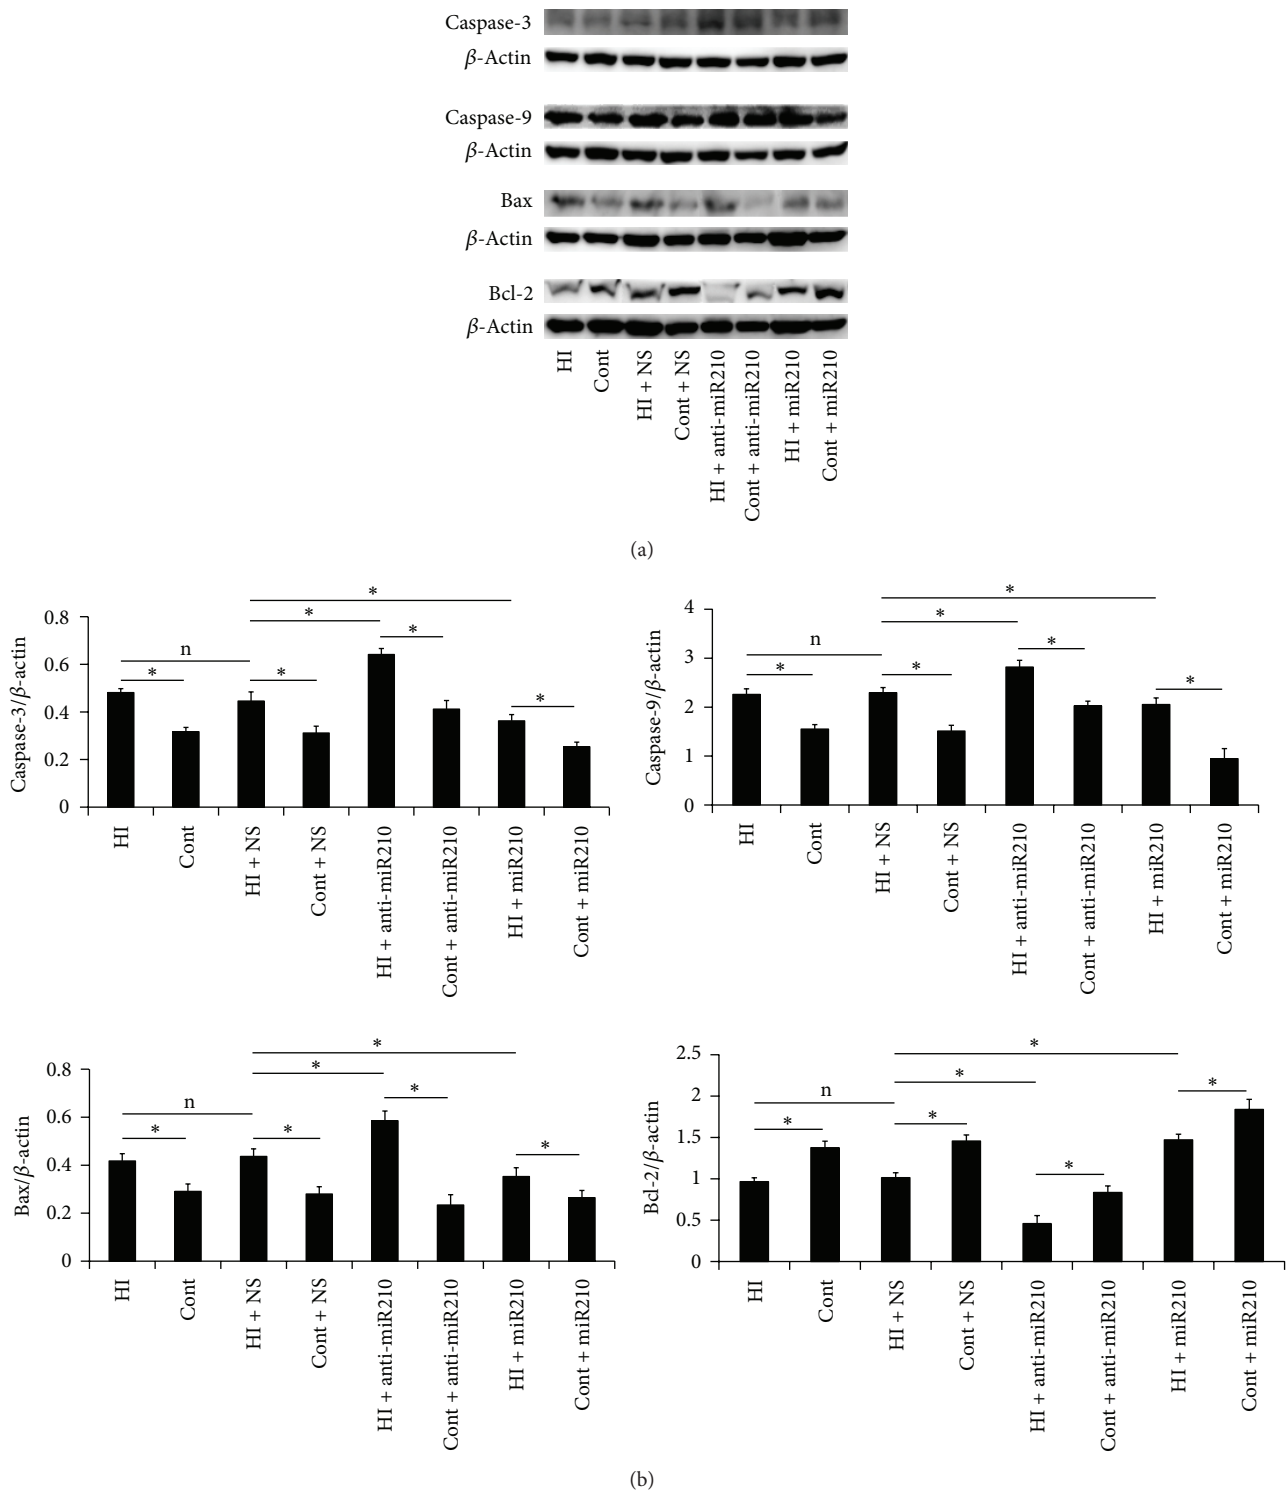 Caspase-3
β-Actin
Caspase-9
β-Actin
Bax
β-Actin
Bcl-2
β-Actin
HI
Cont
HI + NS
Cont + NS
HI + anti-miR210
Cont + anti-miR210
HI + miR210
Cont + miR210
(a)
Caspase-3/β-actin
0.8
0.6
0.4
0.2
0
*
*
*
n
*
*
*
HI
Cont
HI + NS
Cont + NS
HI + anti-miR210
Cont + anti-miR210
HI + miR210
Cont + miR210
Caspase-9/β-actin
4
3
2
1
0
*
*
*
n
*
*
*
HI
Cont
HI + NS
Cont + NS
HI + anti-miR210
Cont + anti-miR210
HI + miR210
Cont + miR210
Bax/β-actin
0.8
0.6
0.4
0.2
0
*
*
*
n
*
*
*
HI
Cont
HI + NS
Cont + NS
HI + anti-miR210
Cont + anti-miR210
HI + miR210
Cont + miR210
Bcl-2/β-actin
2.5
2
1.5
1
0.5
0
*
*
*
n
*
*
*
HI
Cont
HI + NS
Cont + NS
HI + anti-miR210
Cont + anti-miR210
HI + miR210
Cont + miR210
(b)